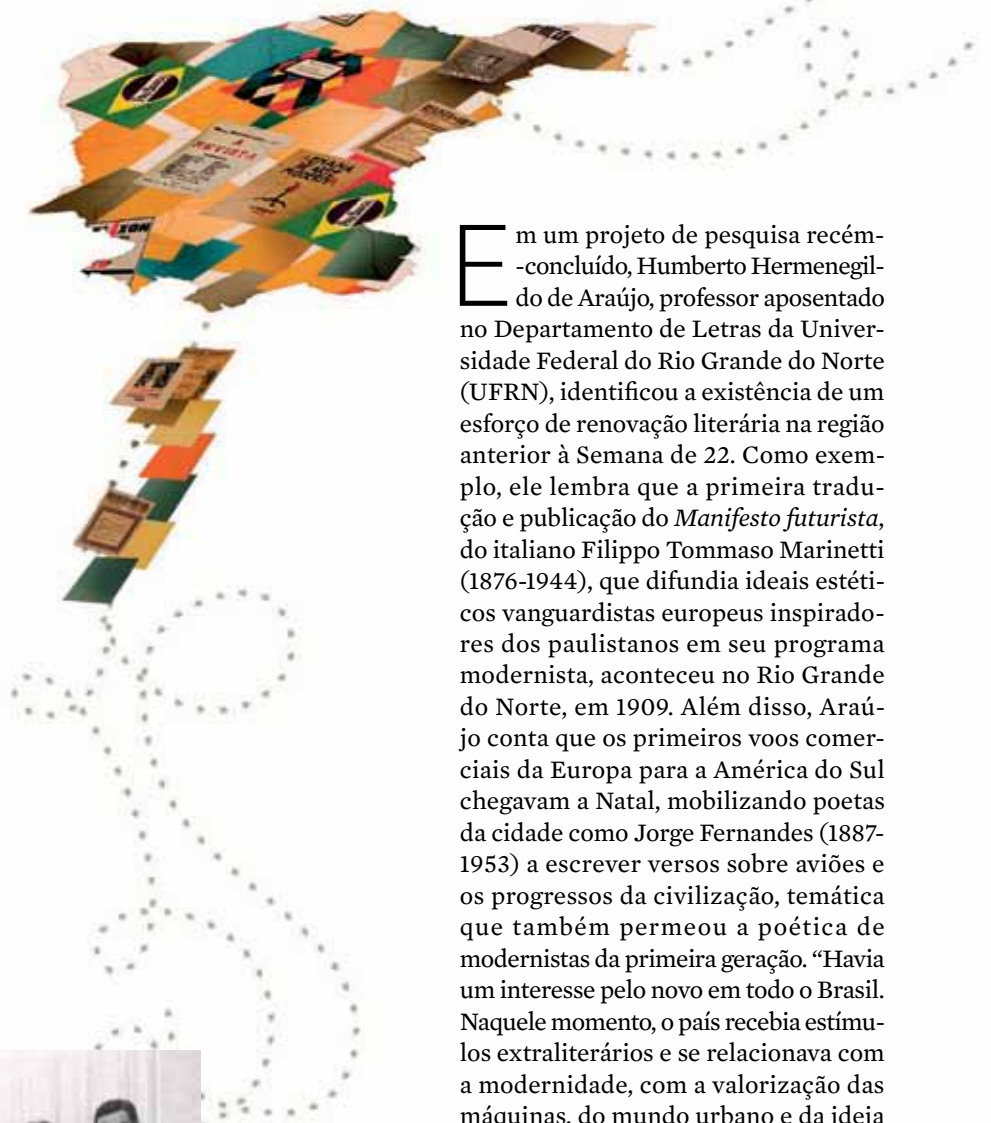 A
REVISTA
Em um projeto de pesquisa recém-
-concluído, Humberto Hermenegil-
do de Araújo, professor aposentado
no Departamento de Letras da Univer-
sidade Federal do Rio Grande do Norte
(UFRN), identificou a existência de um
esforço de renovação literária na região
anterior à Semana de 22. Como exem-
plo, ele lembra que a primeira tradu-
ção e publicação do Manifesto futurista,
do italiano Filippo Tommaso Marinetti
(1876-1944), que difundia ideais estéti-
cos vanguardistas europeus inspirado-
res dos paulistanos em seu programa
modernista, aconteceu no Rio Grande
do Norte, em 1909. Além disso, Araú-
jo conta que os primeiros voos comer-
ciais da Europa para a América do Sul
chegavam a Natal, mobilizando poetas
da cidade como Jorge Fernandes (1887-
1953) a escrever versos sobre aviões e
os progressos da civilização, temática
que também permeou a poética de
modernistas da primeira geração. “Havia
um interesse pelo novo em todo o Brasil.
Naquele momento, o país recebia estímu-
los extraliterários e se relacionava com
a modernidade, com a valorização das
máquinas, do mundo urbano e da ideia